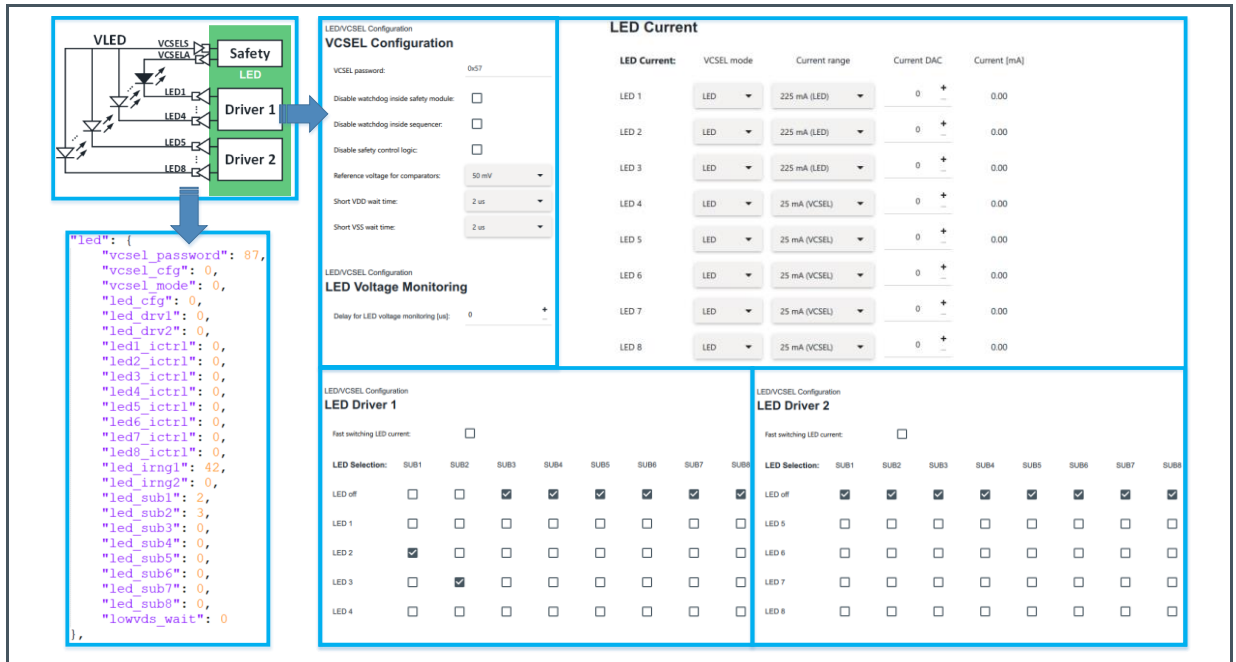 VLED
VCSELS
VCSELA
Safety
LED
LED1
Driver 1
LED4
LED5
Driver 2
LED8
"led": {
"vcsel_password": 87,
"vcsel_cfg": 0,
"vcsel_mode": 0,
"led_cfg": 0,
"led_drv1": 0,
"led_drv2": 0,
"led1_ictrl": 0,
"led2_ictrl": 0,
"led3_ictrl": 0,
"led4_ictrl": 0,
"led5_ictrl": 0,
"led6_ictrl": 0,
"led7_ictrl": 0,
"led8_ictrl": 0,
"led_irng1": 42,
"led_irng2": 0,
"led_sub1": 2,
"led_sub2": 3,
"led_sub3": 0,
"led_sub4": 0,
"led_sub5": 0,
"led_sub6": 0,
"led_sub7": 0,
"led_sub8": 0,
"lowvds_wait": 0
},
LED/VCSEL Configuration
VCSEL Configuration
VCSEL password: 0x57
Disable watchdog inside safety module:
Disable watchdog inside sequencer:
Disable safety control logic:
Reference voltage for comparators: 50 mV
Short VDD wait time: 2 us
Short VSS wait time: 2 us
LED/VCSEL Configuration
LED Voltage Monitoring
Delay for LED voltage monitoring [us]: 0 +
LED Current
LED Current: VCSEL mode Current range Current DAC Current [mA]
LED 1 LED 225 mA (LED) 0 + 0.00
LED 2 LED 225 mA (LED) 0 + 0.00
LED 3 LED 225 mA (LED) 0 + 0.00
LED 4 LED 25 mA (VCSEL) 0 + 0.00
LED 5 LED 25 mA (VCSEL) 0 + 0.00
LED 6 LED 25 mA (VCSEL) 0 + 0.00
LED 7 LED 25 mA (VCSEL) 0 + 0.00
LED 8 LED 25 mA (VCSEL) 0 + 0.00
LED/VCSEL Configuration
LED Driver 1
Fast switching LED current:
LED Selection: SUB1 SUB2 SUB3 SUB4 SUB5 SUB6 SUB7 SUB8
LED off
LED 1
LED 2
LED 3
LED 4
LED/VCSEL Configuration
LED Driver 2
Fast switching LED current:
LED Selection: SUB1 SUB2 SUB3 SUB4 SUB5 SUB6 SUB7 SUB8
LED off
LED 5
LED 6
LED 7
LED 8